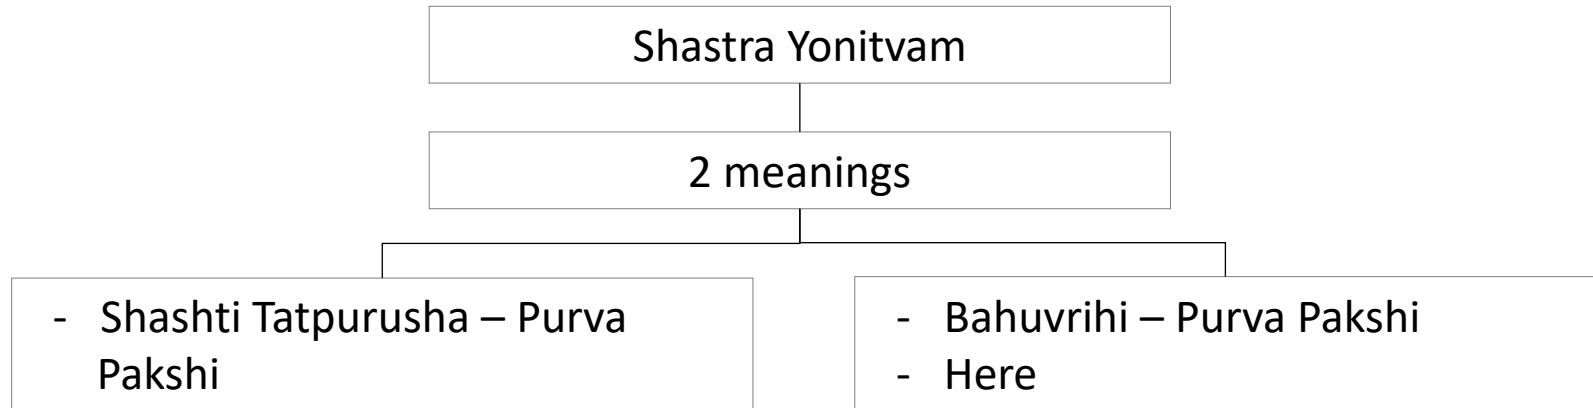 Shastra Yonitvam
2 meanings
- Shashti Tatpurusha – Purva
Pakshi
- Bahuvrihi – Purva Pakshi
- Here